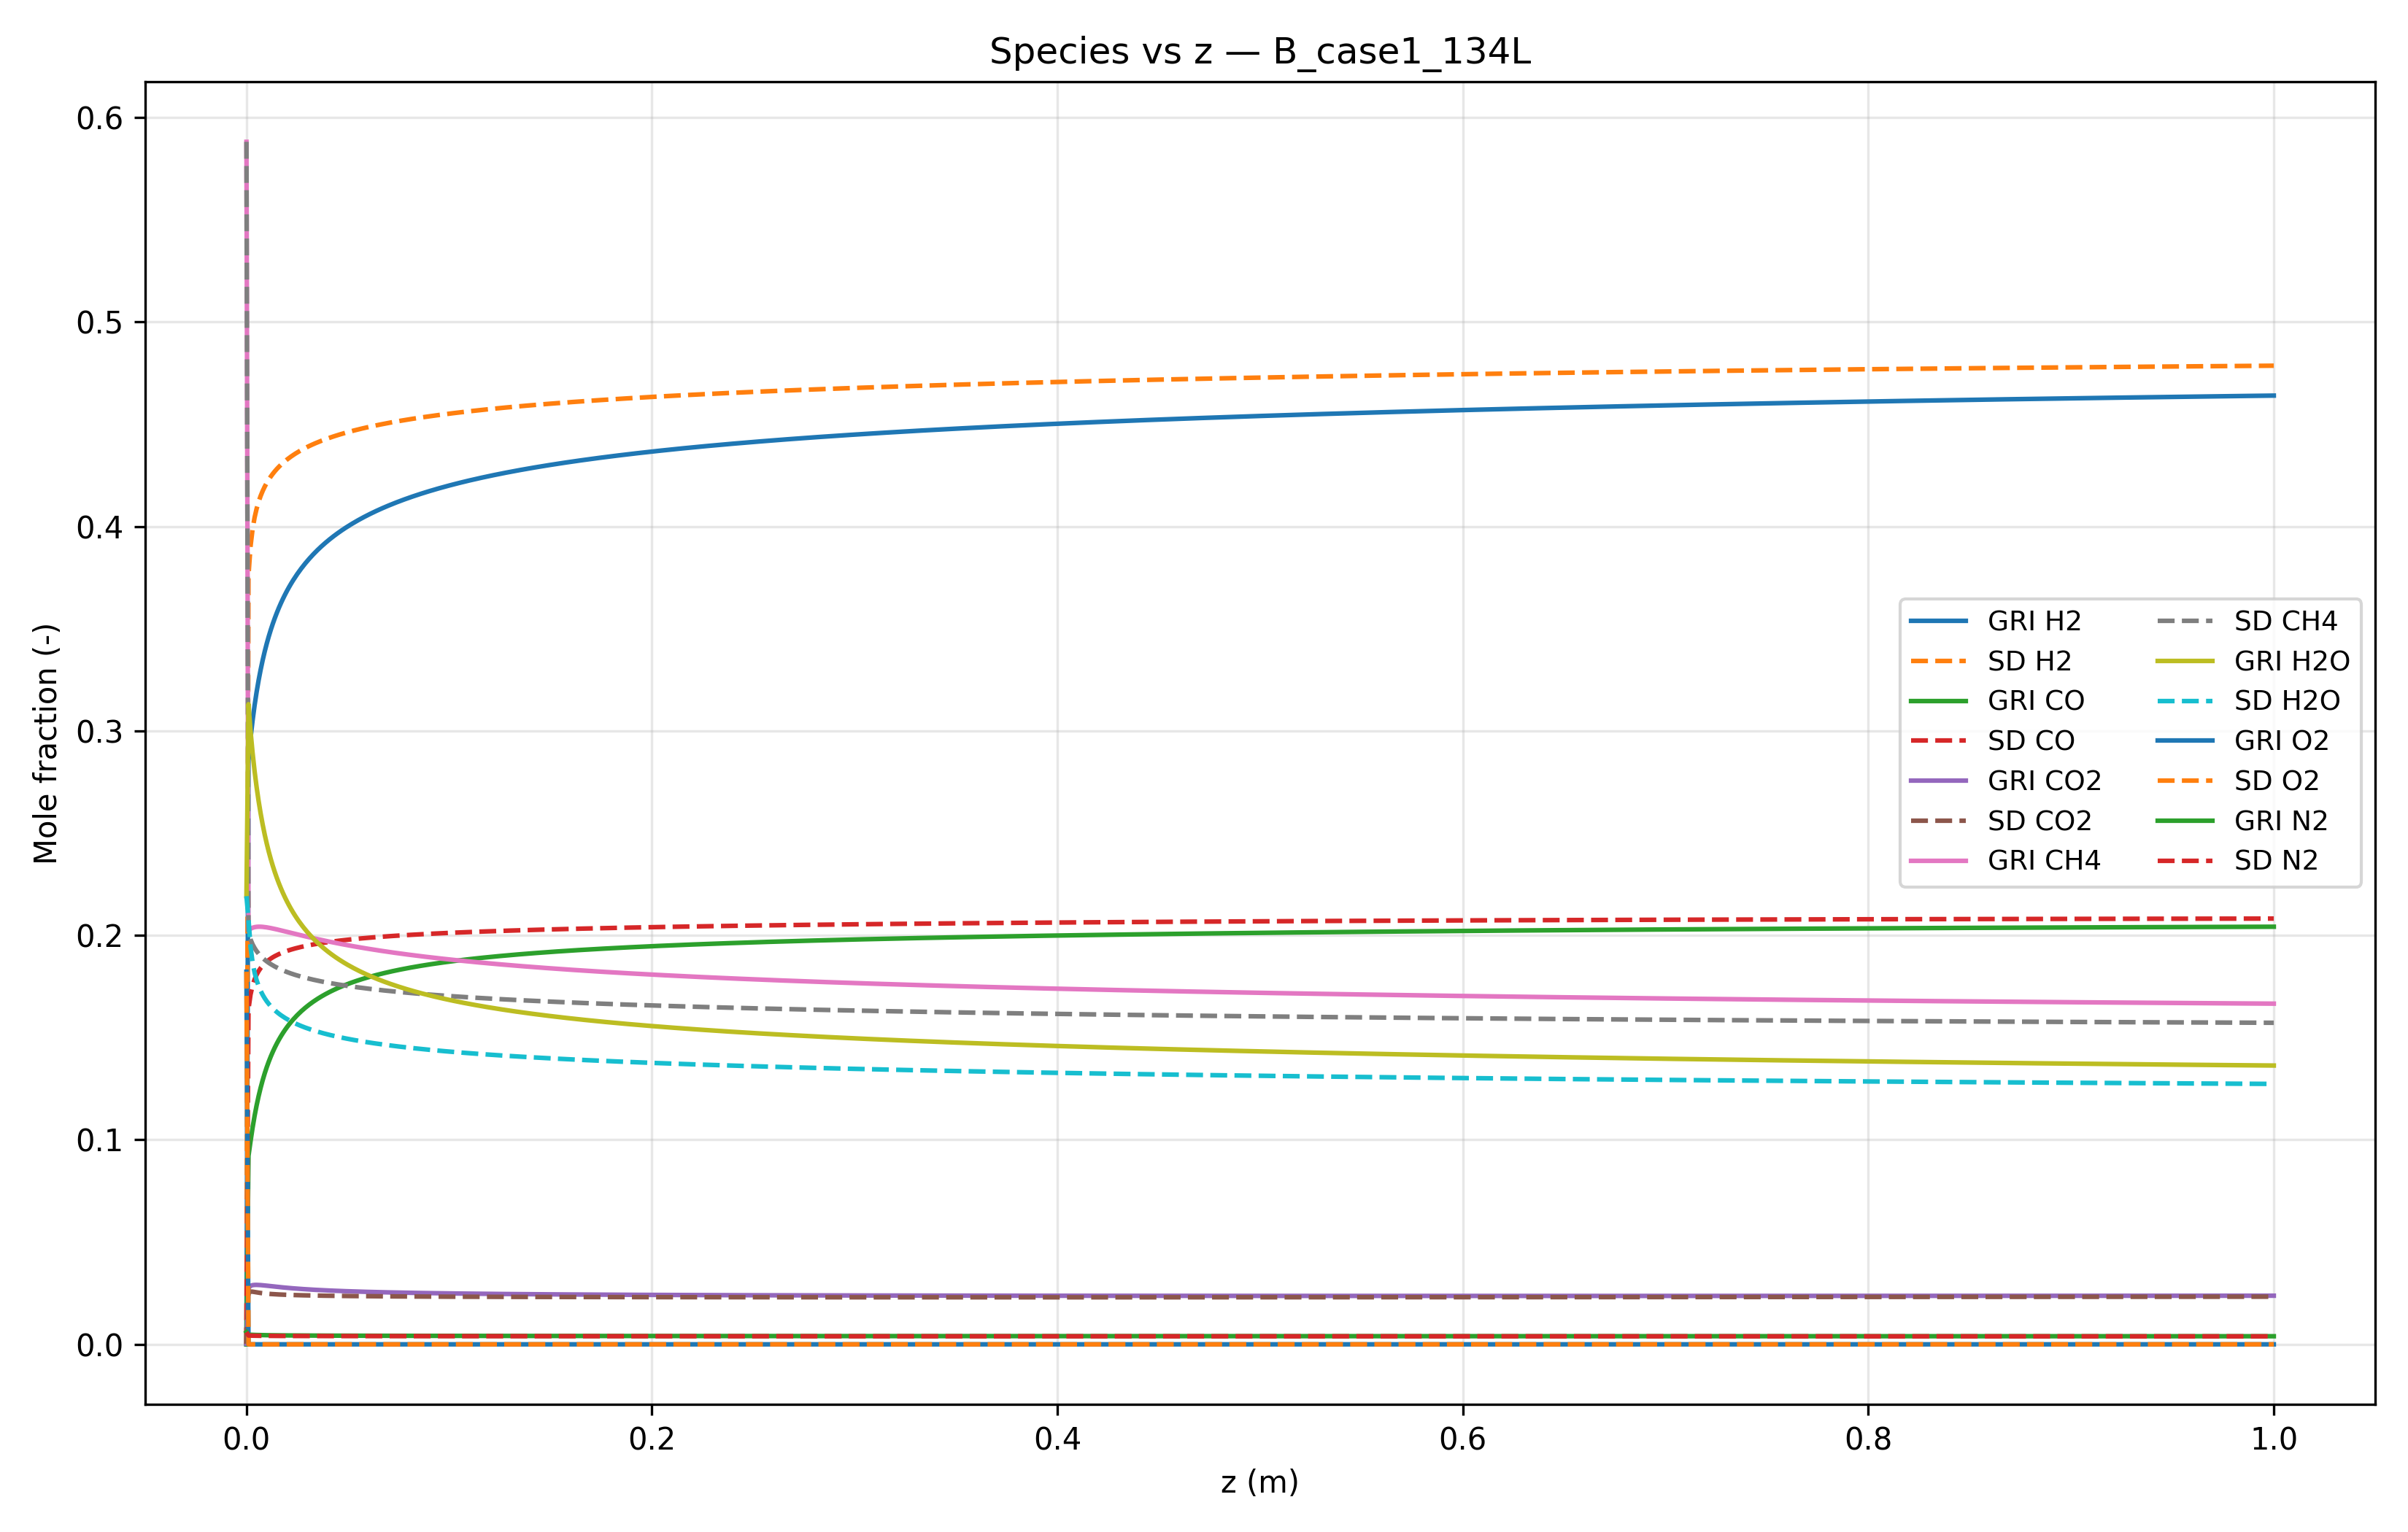 Species vs z — B_case1_134L
0.6
0.5
0.4
0.3
0.2
0.1
0.0
Mole fraction (-)
GRI H2
SD H2
GRI CO
SD CO
GRI CO2
SD CO2
GRI CH4
SD CH4
GRI H2O
SD H2O
GRI O2
SD O2
GRI N2
SD N2
0.0 0.2 0.4 0.6 0.8 1.0
z (m)